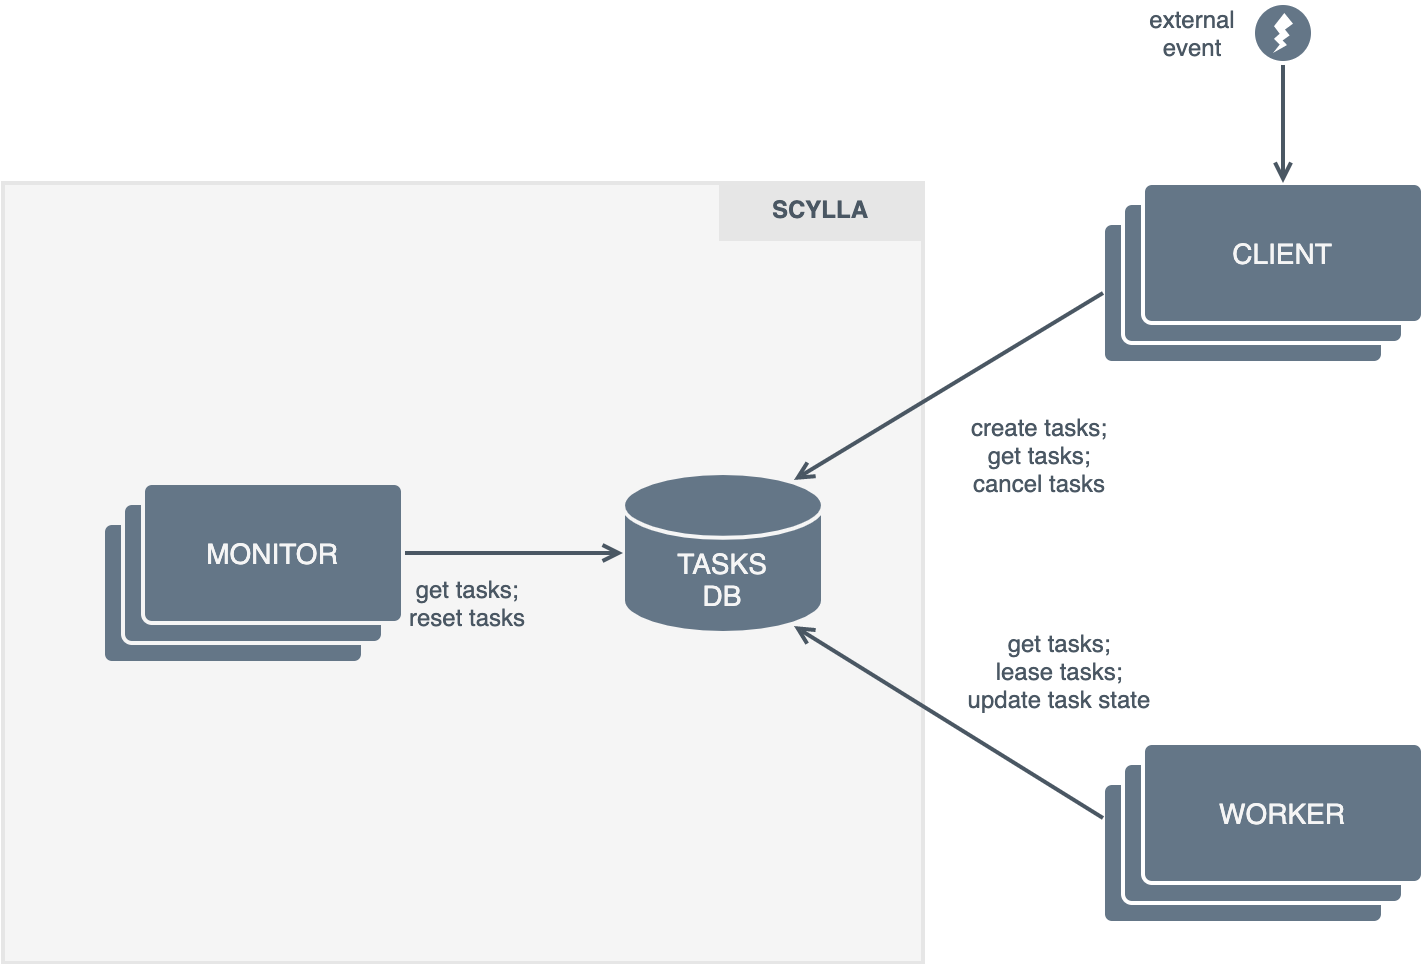 external
event
SCYLLA
CLIENT
create tasks;
get tasks;
cancel tasks
MONITOR
get tasks;
reset tasks
TASKS
DB
get tasks;
lease tasks;
update task state
WORKER